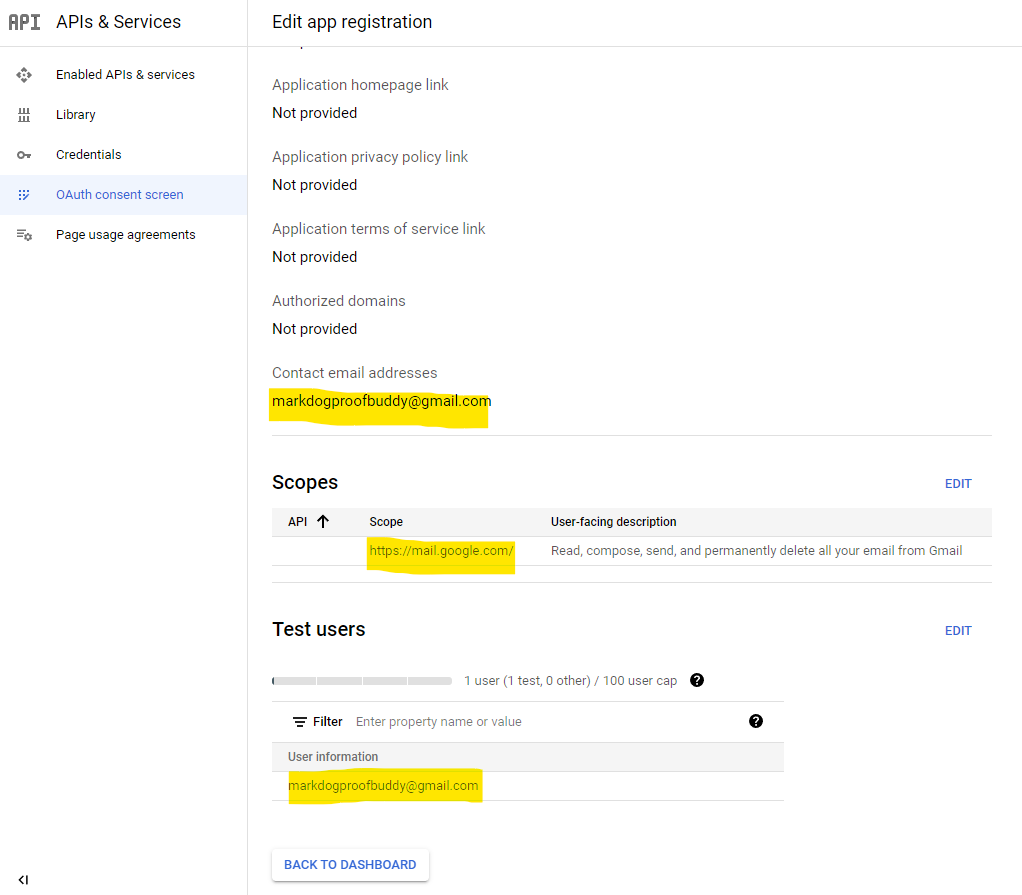 API APIs & Services
Edit app registration
Enabled APIs & services
Library
Credentials
OAuth consent screen
Page usage agreements
Application homepage link
Not provided
Application privacy policy link
Not provided
Application terms of service link
Not provided
Authorized domains
Not provided
Contact email addresses
markdogproofbuddy@gmail.com
Scopes
EDIT
API Scope User-facing description
https://mail.google.com/ Read, compose, send, and permanently delete all your email from Gmail
Test users
EDIT
1 user (1 test, 0 other) / 100 user cap ?
Filter Enter property name or value ?
User information
markdogproofbuddy@gmail.com
BACK TO DASHBOARD